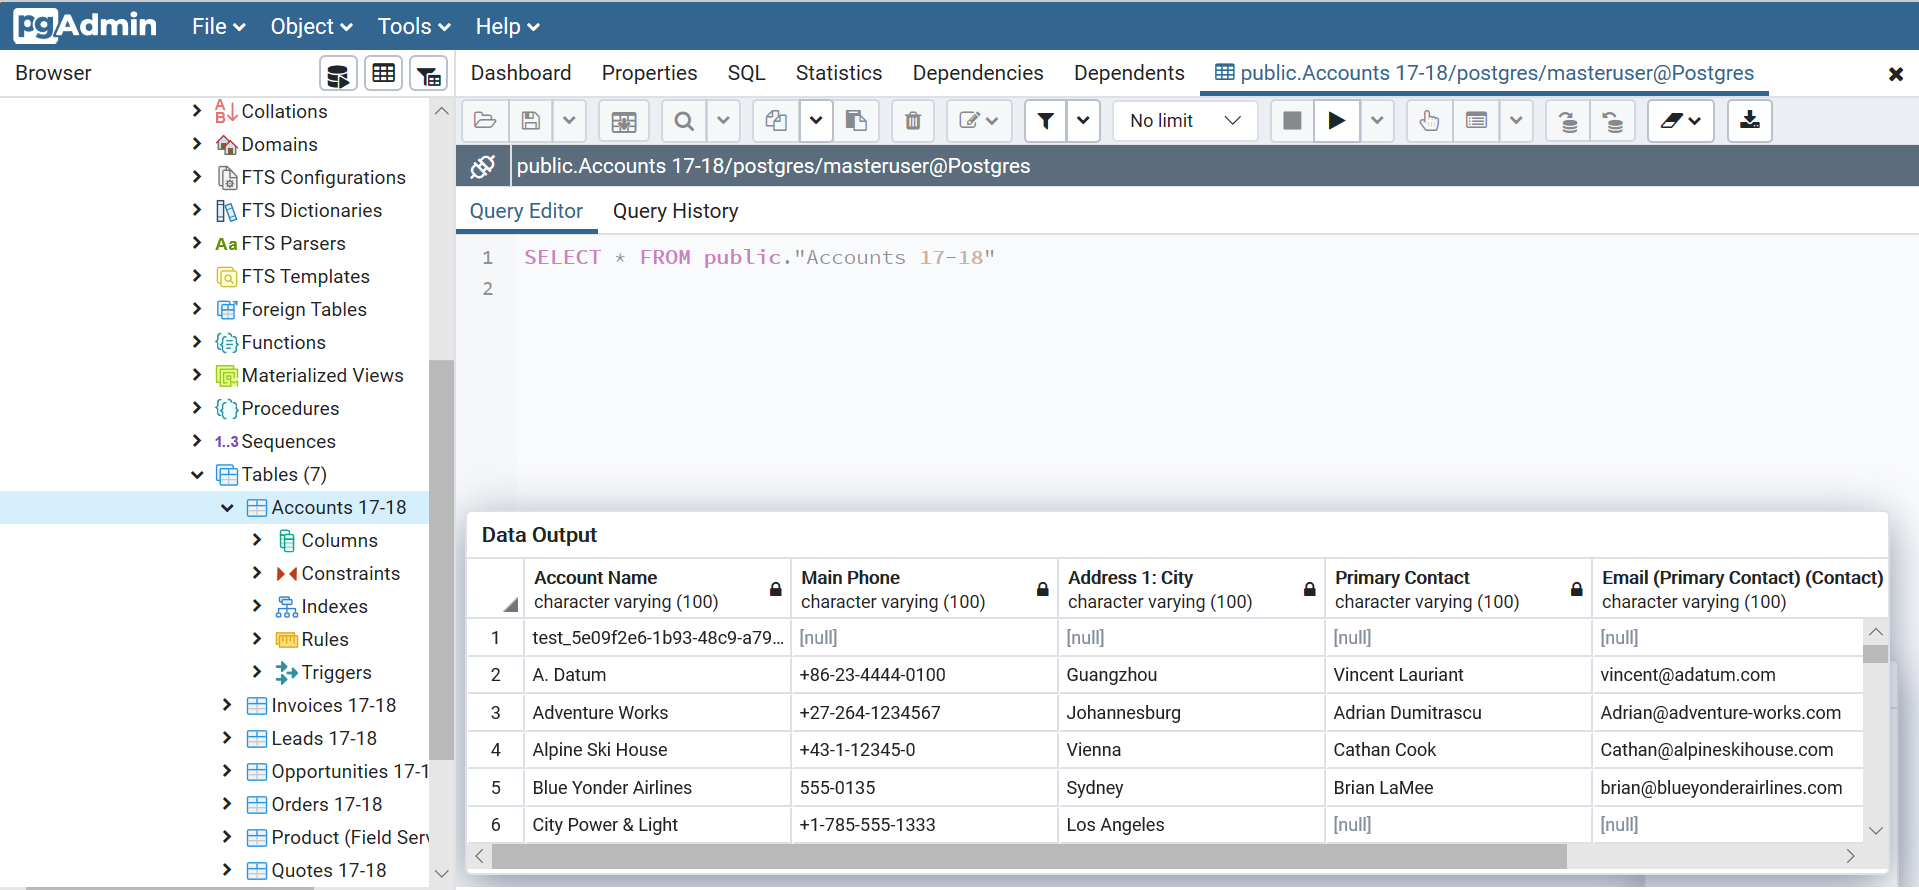 pgAdmin File Object Tools Help
Browser
Dashboard Properties SQL Statistics Dependencies Dependents public.Accounts 17-18/postgres/masteruser@Postgres
No limit
public.Accounts 17-18/postgres/masteruser@Postgres
Query Editor Query History
1 SELECT * FROM public."Accounts 17-18"
2
Collations
Domains
FTS Configurations
FTS Dictionaries
Aa FTS Parsers
FTS Templates
Foreign Tables
Functions
Materialized Views
Procedures
1..3 Sequences
Tables (7)
Accounts 17-18
Columns
Constraints
Indexes
Rules
Triggers
Invoices 17-18
Leads 17-18
Opportunities 17-1
Orders 17-18
Product (Field Serv
Quotes 17-18
Data Output
Account Name Main Phone Address 1: City Primary Contact Email (Primary Contact) (Contact)
character varying (100) character varying (100) character varying (100) character varying (100) character varying (100)
1 test_5e09f2e6-1b93-48c9-a79... [null] [null] [null] [null]
2 A. Datum +86-23-4444-0100 Guangzhou Vincent Lauriant vincent@adatum.com
3 Adventure Works +27-264-1234567 Johannesburg Adrian Dumitrascu Adrian@adventure-works.com
4 Alpine Ski House +43-1-12345-0 Vienna Cathan Cook Cathan@alpineskihouse.com
5 Blue Yonder Airlines 555-0135 Sydney Brian LaMee brian@blueyonderairlines.com
6 City Power & Light +1-785-555-1333 Los Angeles [null] [null]